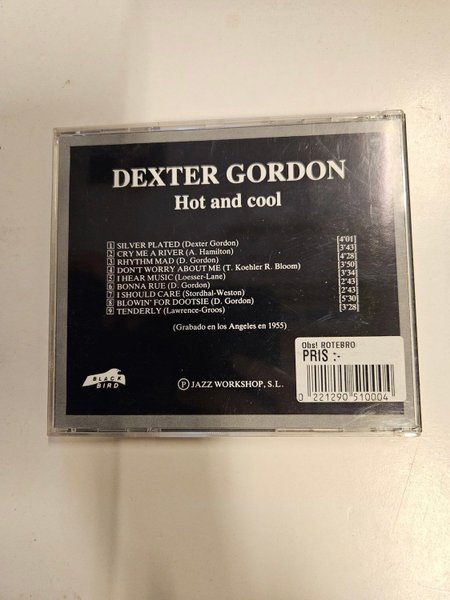 DEXTER GORDON
Hot and cool
1 SILVER PLATED (Dexter Gordon) [4'01]
2 CRY ME A RIVER (A. Hamilton) [3'43]
3 RHYTHM MAD (D. Gordon) [4'28]
4 DON'T WORRY ABOUT ME (T. Koehler R. Bloom) [3'50]
5 I HEAR MUSIC (Loesser-Lane) [3'34]
6 BONNA RUE (D. Gordon) [2'43]
7 I SHOULD CARE (Stordhal-Weston) [2'43]
8 BLOWIN' FOR DOOTSIE (D. Gordon) [5'30]
9 TENDERLY (Lawrence-Groos) [3'28]
(Grabado en los Angeles en 1955)
Obs! ROTEBRO
PRIS :-
0 221290 510004
BLACK
BIRD
Ⓟ JAZZ WORKSHOP, S.L.